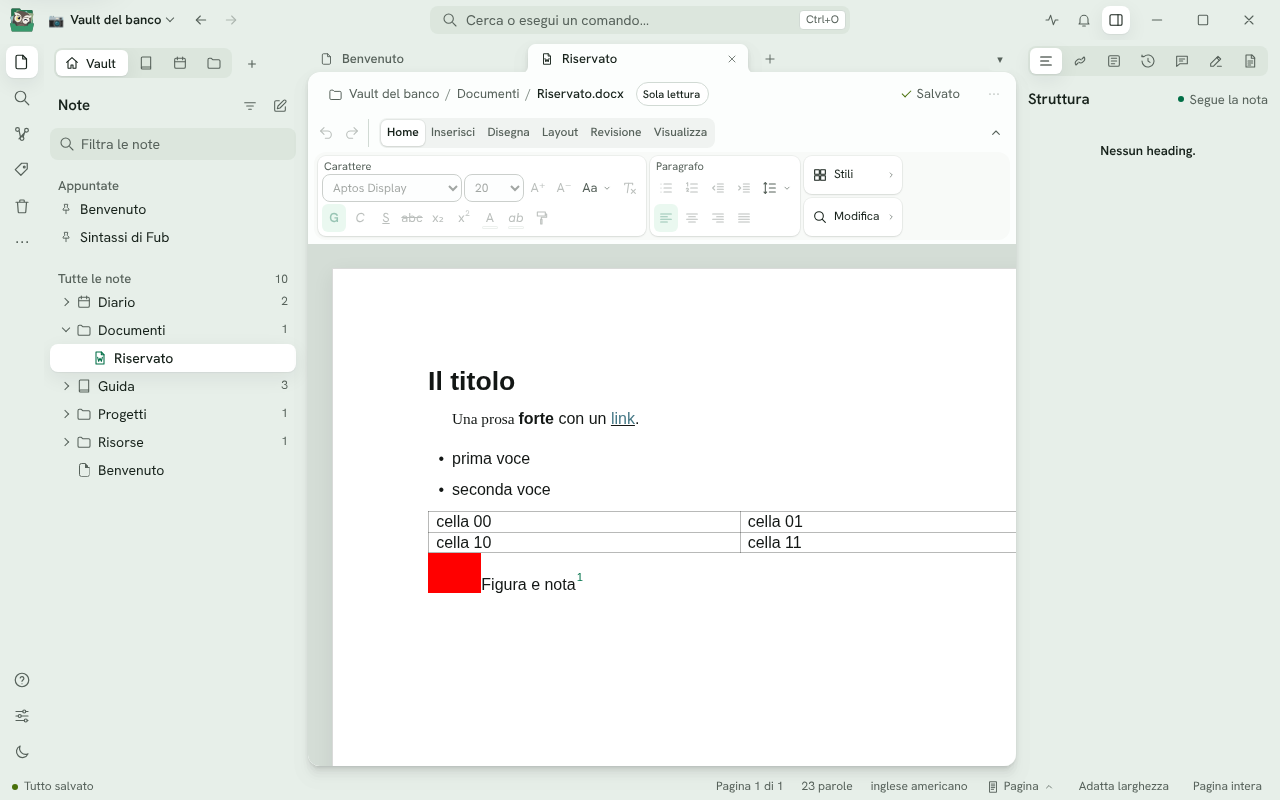 Vault del banco
Cerca o esegui un comando...
Ctrl+O
Vault
Benvenuto
Riservato
Note
Filtra le note
Appuntate
Benvenuto
Sintassi di Fub
Tutte le note 10
Diario 2
Documenti 1
Riservato
Guida 3
Progetti 1
Risorse 1
Benvenuto
Vault del banco / Documenti / Riservato.docx
Sola lettura
Salvato
Home Inserisci Disegna Layout Revisione Visualizza
Carattere
Aptos Display 20 A+ A− Aa Tx
G C S abc x₂ x² A ab
Paragrafo
Stili
Modifica
Il titolo
Una prosa forte con un link.
• prima voce
• seconda voce
cella 00 cella 01
cella 10 cella 11
Figura e nota1
Struttura
Segue la nota
Nessun heading.
Tutto salvato
Pagina 1 di 1 23 parole inglese americano Pagina Adatta larghezza Pagina intera